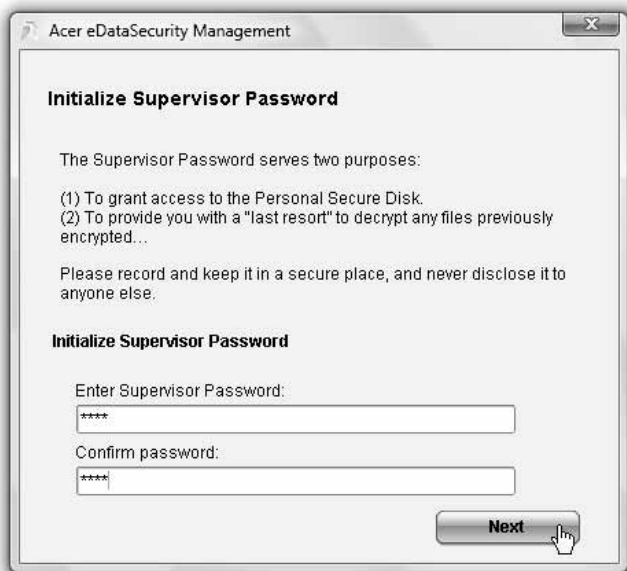 Acer eDataSecurity Management
Initialize Supervisor Password
The Supervisor Password serves two purposes:
(1) To grant access to the Personal Secure Disk.
(2) To provide you with a "last resort" to decrypt any files previously
encrypted...
Please record and keep it in a secure place, and never disclose it to
anyone else.
Initialize Supervisor Password
Enter Supervisor Password:
****
Confirm password:
****
Next